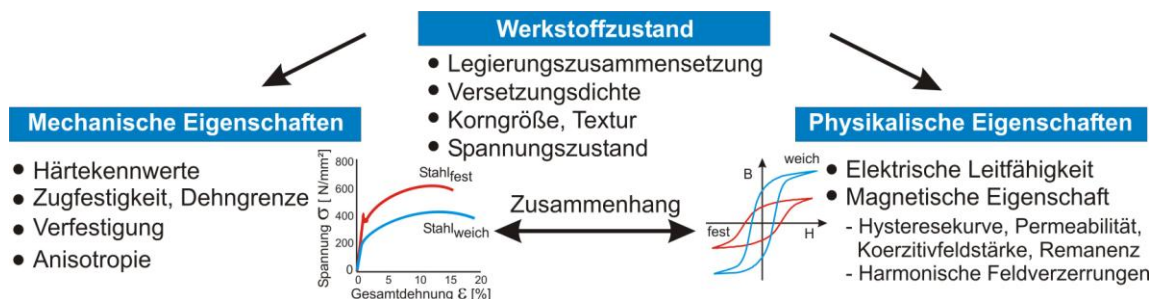 Werkstoffzustand
Legierungszusammensetzung
Versetzungsdichte
Korngröße, Textur
Spannungszustand
Mechanische Eigenschaften
Härtekennwerte
Zugfestigkeit, Dehngrenze
Verfestigung
Anisotropie
Spannung σ [ N/mm²]
800
600
400
200
0
Stahl_fest
Stahl_weich
0 5 10 15 20
Gesamtdehnung ε [%]
Zusammenhang
Physikalische Eigenschaften
weich
B
fest
H
Elektrische Leitfähigkeit
Magnetische Eigenschaft
- Hysteresekurve, Permeabilität,
Koerzitivfeldstärke, Remanenz
- Harmonische Feldverzerrungen